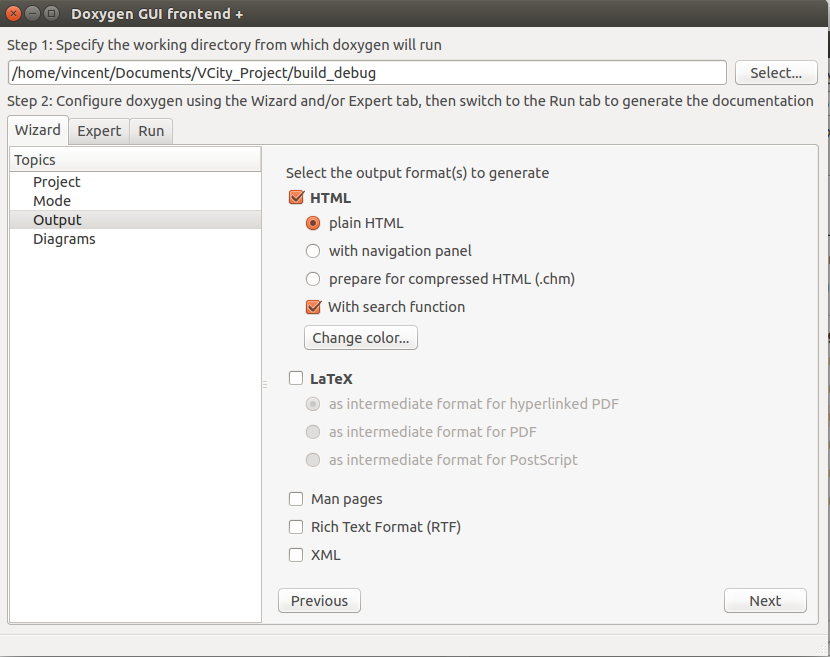 Doxygen GUI frontend +
Step 1: Specify the working directory from which doxygen will run
/home/vincent/Documents/VCity_Project/build_debug
Select...
Step 2: Configure doxygen using the Wizard and/or Expert tab, then switch to the Run tab to generate the documentation
Wizard Expert Run
Topics
Project
Mode
Output
Diagrams
Select the output format(s) to generate
HTML
plain HTML
with navigation panel
prepare for compressed HTML (.chm)
With search function
Change color...
LaTeX
as intermediate format for hyperlinked PDF
as intermediate format for PDF
as intermediate format for PostScript
Man pages
Rich Text Format (RTF)
XML
Previous
Next